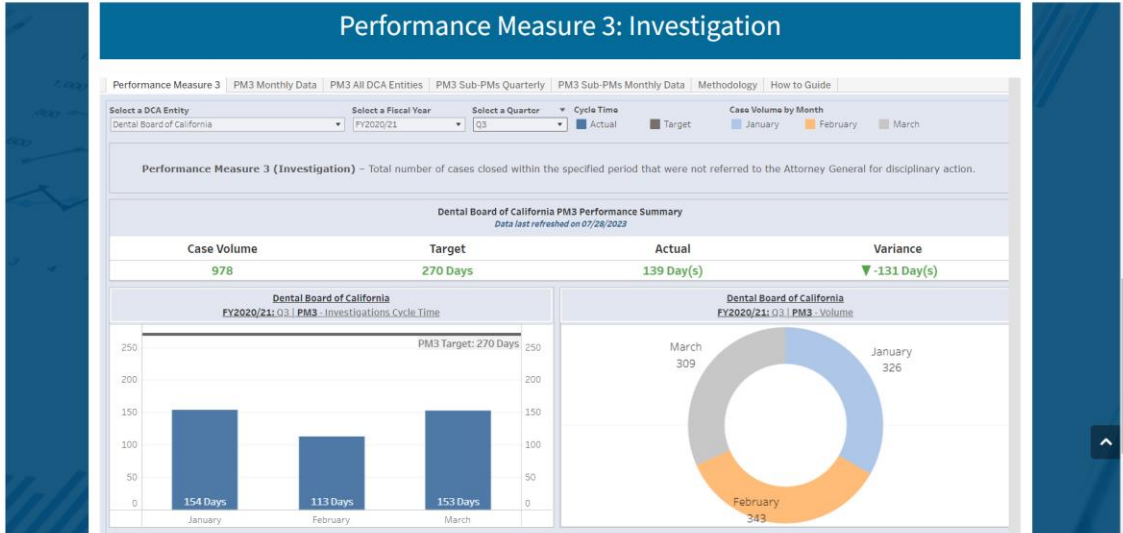 Performance Measure 3: Investigation
Performance Measure 3 PM3 Monthly Data PM3 All DCA Entities PM3 Sub-PMs Quarterly PM3 Sub-PMs Monthly Data Methodology How to Guide
Select a DCA Entity Select a Fiscal Year Select a Quarter Cycle Time Case Volume by Month
Dental Board of California FY2020/21 Q3 Actual Target January February March
Performance Measure 3 (Investigation) – Total number of cases closed within the specified period that were not referred to the Attorney General for disciplinary action.
Dental Board of California PM3 Performance Summary
Data last refreshed on 07/28/2023
Case Volume Target Actual Variance
978 270 Days 139 Day(s) ▼ -131 Day(s)
Dental Board of California
FY2020/21: Q3 | PM3 - Investigations Cycle Time
PM3 Target: 270 Days
250 250
200 200
150 150
100 100
50 50
0 0
154 Days 113 Days 153 Days
January February March
Dental Board of California
FY2020/21: Q3 | PM3 - Volume
March
309
January
326
February
343